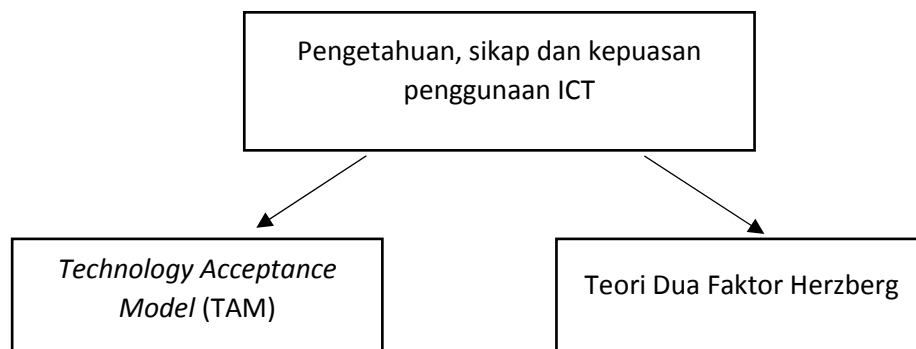 Pengetahuan, sikap dan kepuasan
penggunaan ICT
Technology Acceptance
Model (TAM)
Teori Dua Faktor Herzberg